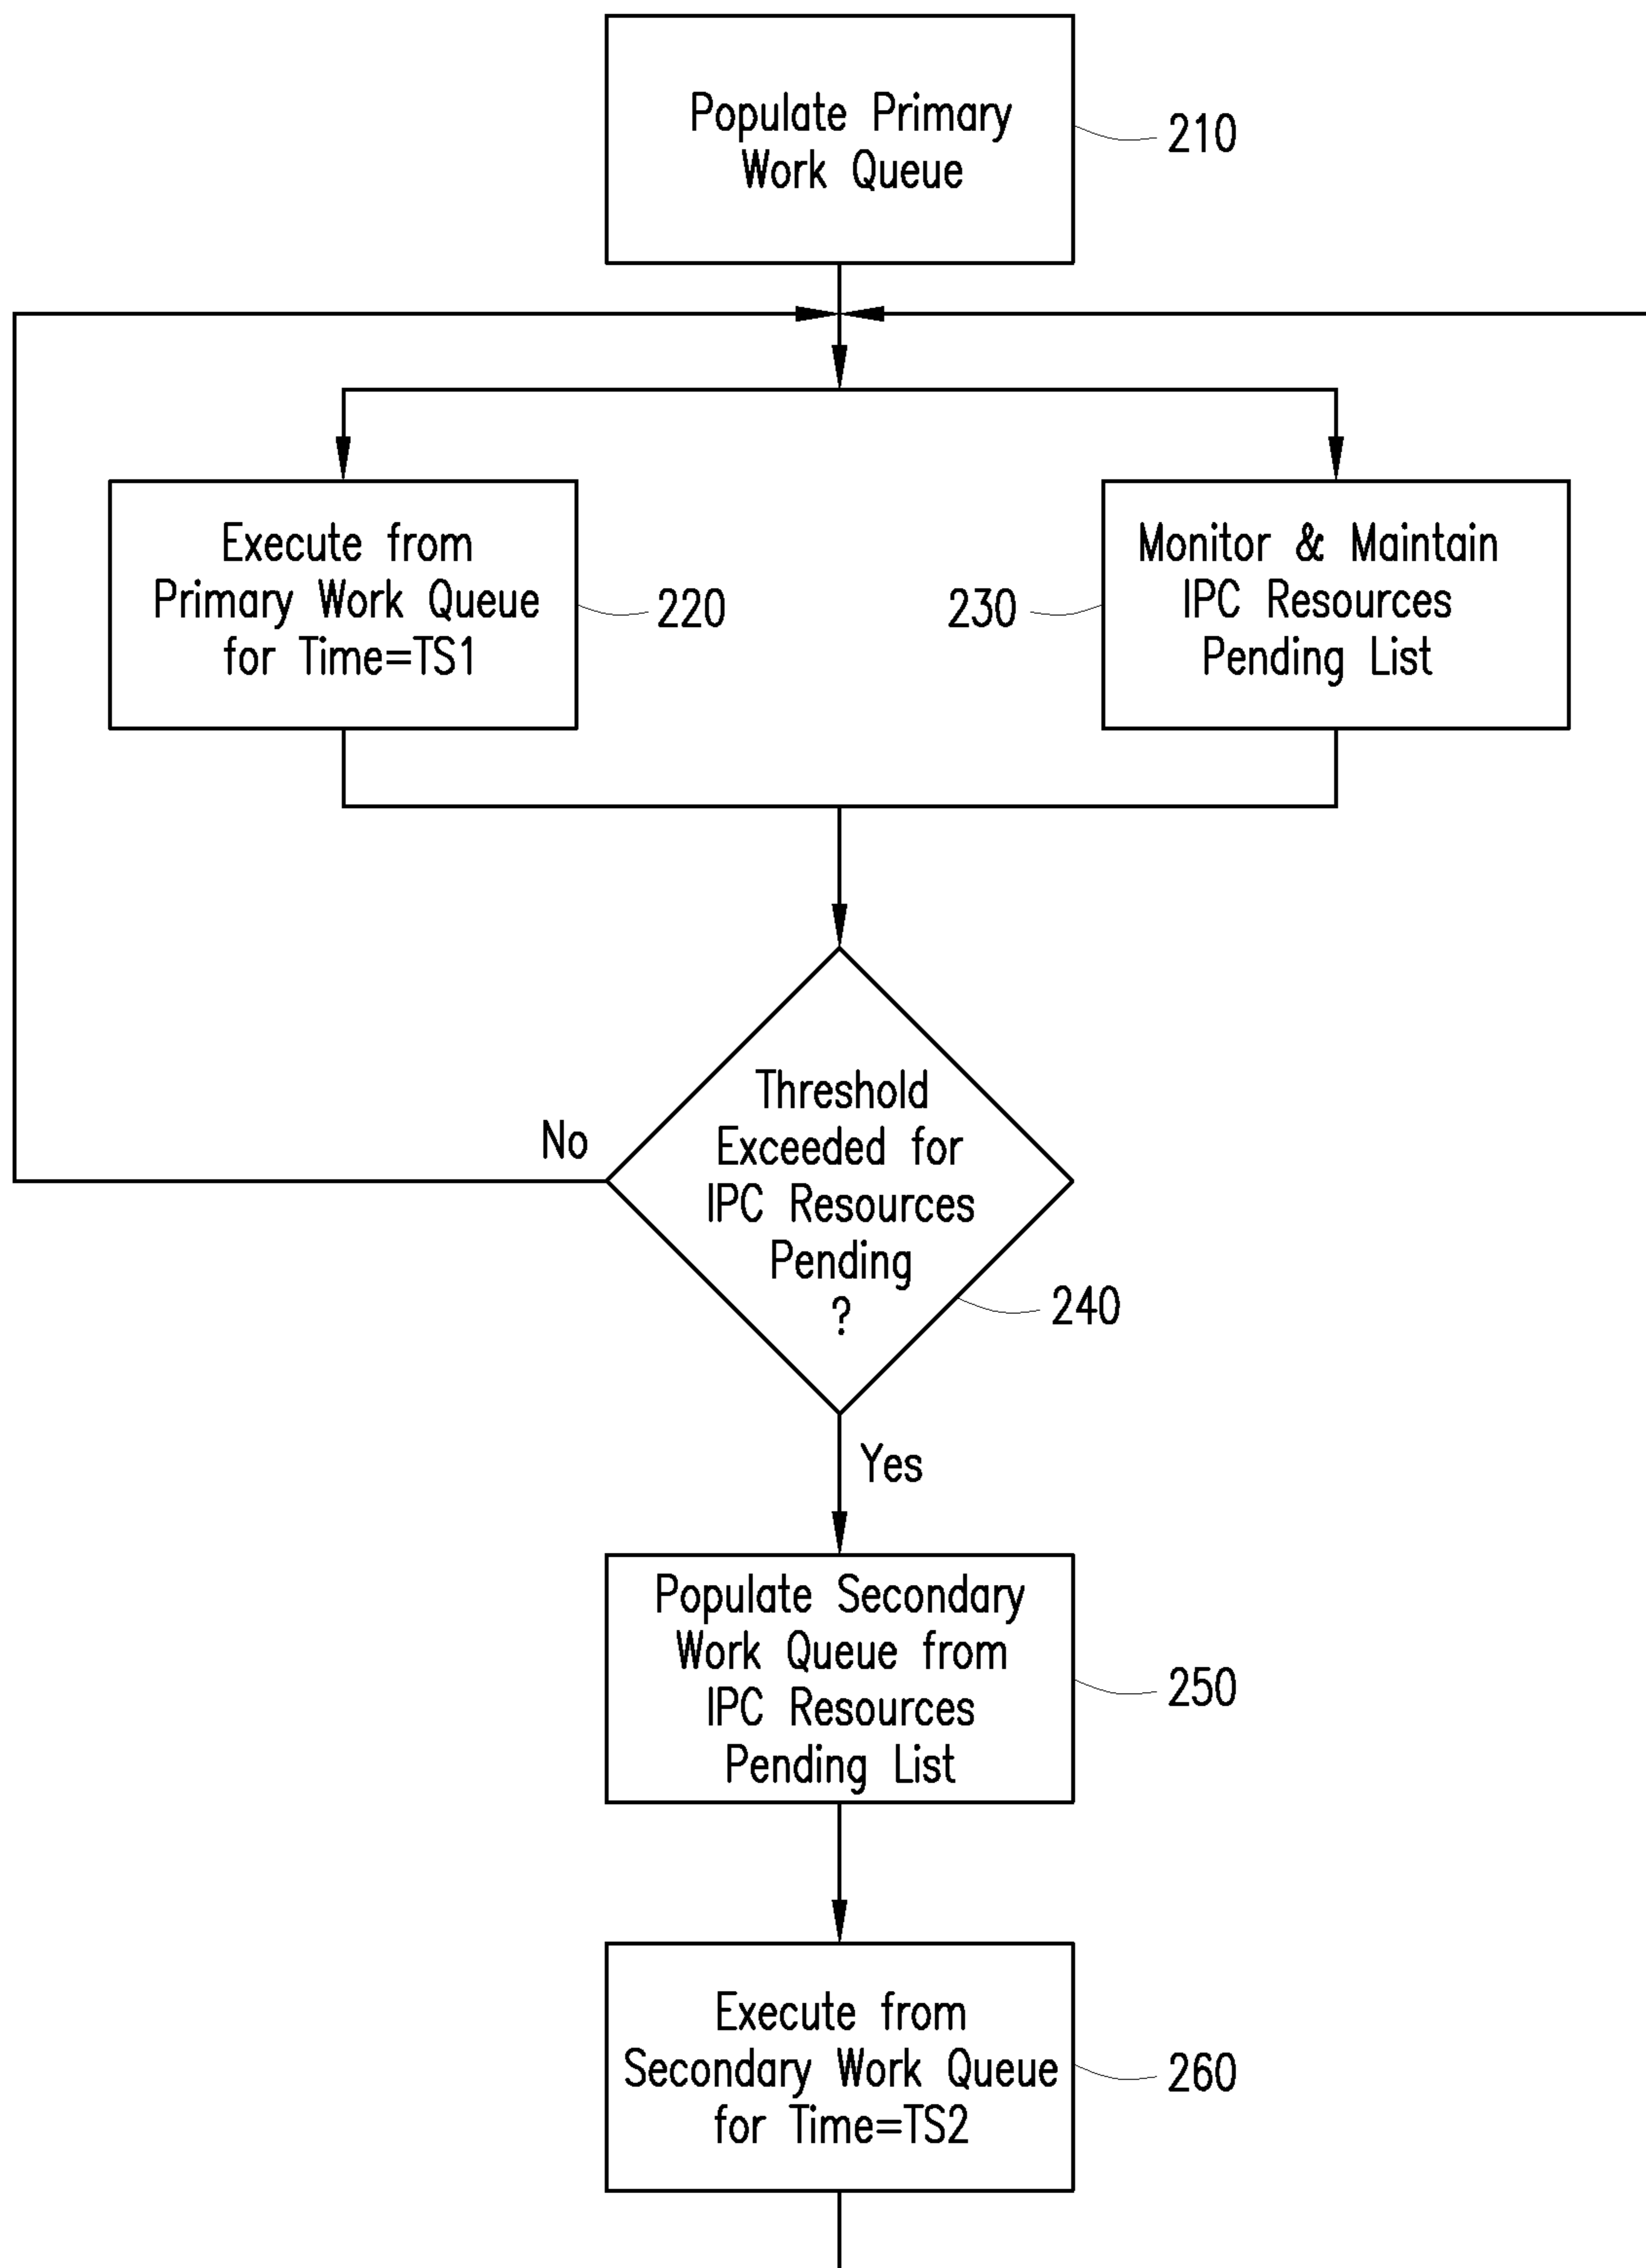 Populate Primary
Work Queue
210
Execute from
Primary Work Queue
for Time=TS1
220
230
Monitor & Maintain
IPC Resources
Pending List
No
Threshold
Exceeded for
IPC Resources
Pending
?
240
Yes
Populate Secondary
Work Queue from
IPC Resources
Pending List
250
Execute from
Secondary Work Queue
for Time=TS2
260